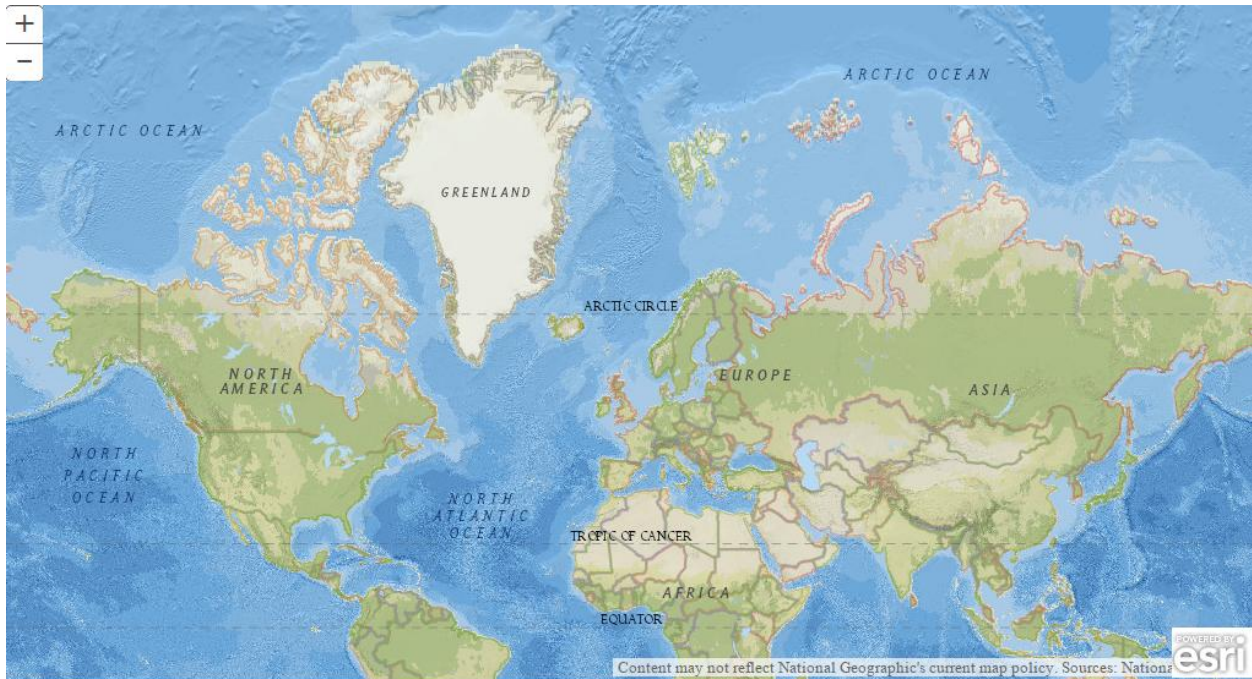 +
−
ARCTIC OCEAN
ARCTIC OCEAN
GREENLAND
ARCTIC CIRCLE
NORTH
AMERICA
EUROPE
ASIA
NORTH
PACIFIC
OCEAN
NORTH
ATLANTIC
OCEAN
TROPIC OF CANCER
AFRICA
EQUATOR
Content may not reflect National Geographic's current map policy. Sources: Nationa
POWERED BY
esri